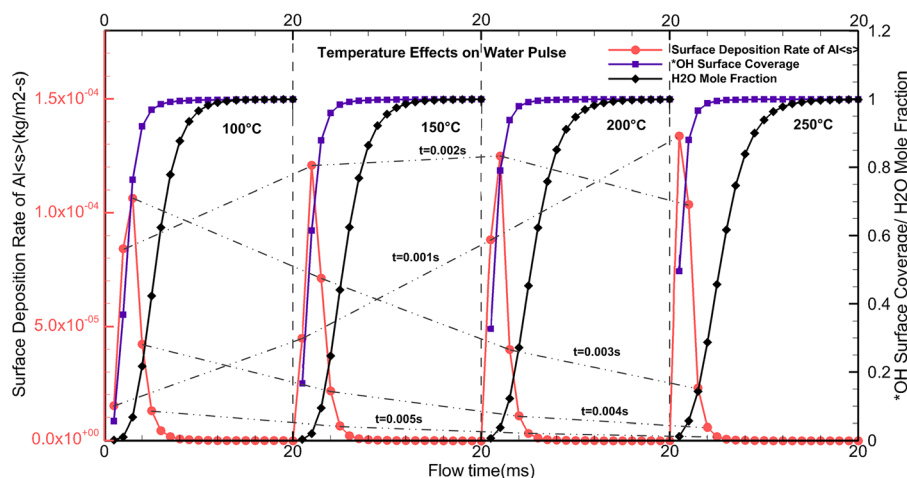 0 20 20 20 20
Temperature Effects on Water Pulse
Surface Deposition Rate of Al<s>
*OH Surface Coverage
H2O Mole Fraction
1.5x10-04
1.0x10-04
5.0x10-05
0.0x10+00
Surface Deposition Rate of Al<s>(kg/m2-s)
100°C
150°C
200°C
250°C
t=0.002s
t=0.001s
t=0.003s
t=0.004s
t=0.005s
1.2
1
0.8
0.6
0.4
0.2
0
*OH Surface Coverage/ H2O Mole Fraction
0 20 20 20 20
Flow time(ms)